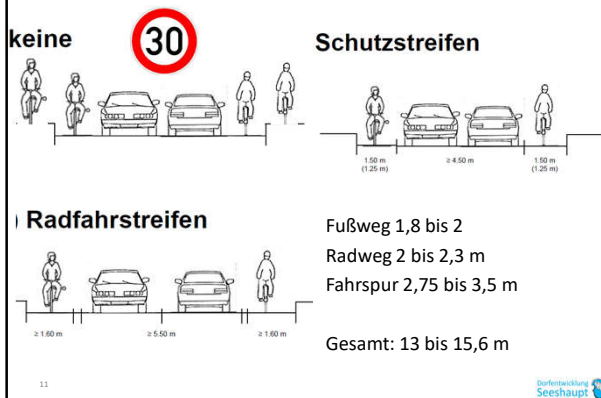 keine
30
Schutzstreifen
1.50 m
(1.25 m)
≥ 4.50 m
1.50 m
(1.25 m)
) Radfahrstreifen
≥ 1.60 m
≥ 5.50 m
≥ 1.60 m
Fußweg 1,8 bis 2
Radweg 2 bis 2,3 m
Fahrspur 2,75 bis 3,5 m
Gesamt: 13 bis 15,6 m
11
Dorfentwicklung
Seeshaupt